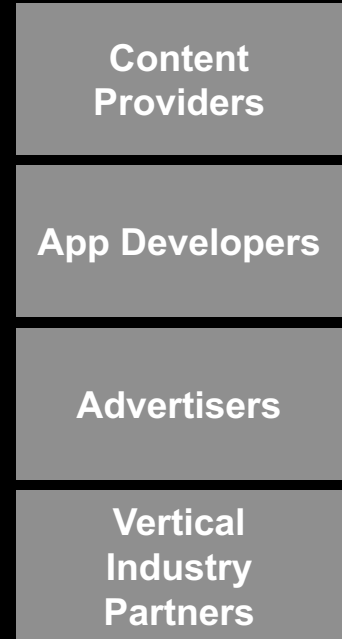 Content
Providers
App Developers
Advertisers
Vertical
Industry
Partners